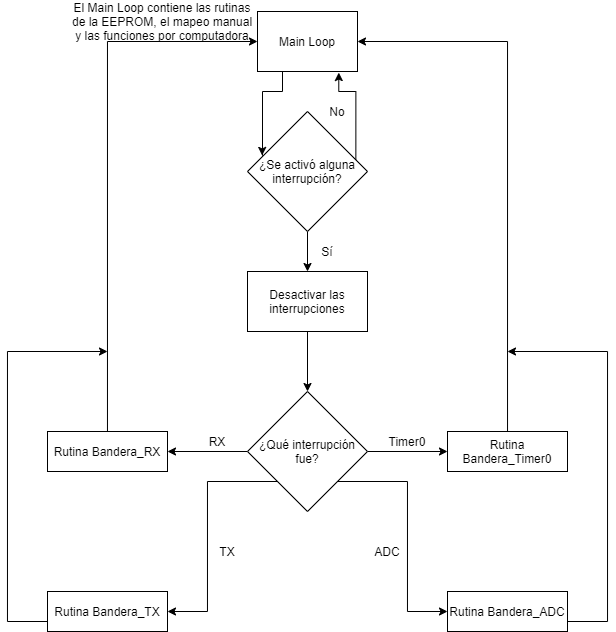 El Main Loop contiene las rutinas
de la EEPROM, el mapeo manual
y las funciones por computadora
Main Loop
No
¿Se activó alguna
interrupción?
Sí
Desactivar las
interrupciones
¿Qué interrupción
fue?
RX
Timer0
Rutina Bandera_RX
Rutina
Bandera_Timer0
TX
ADC
Rutina Bandera_TX
Rutina Bandera_ADC